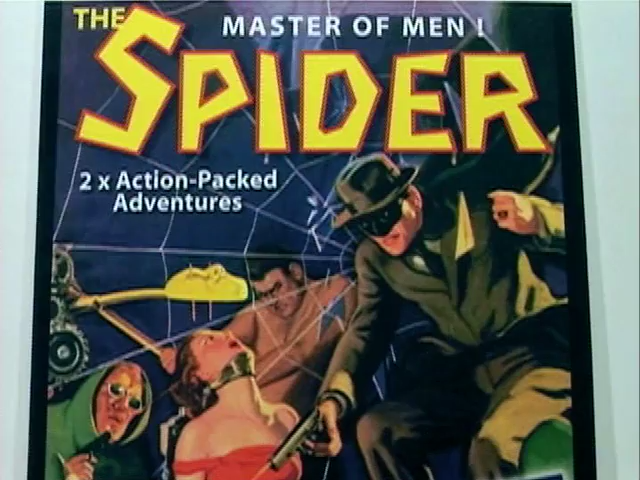 THE
MASTER OF MEN !
SPIDER
2 x Action-Packed
Adventures